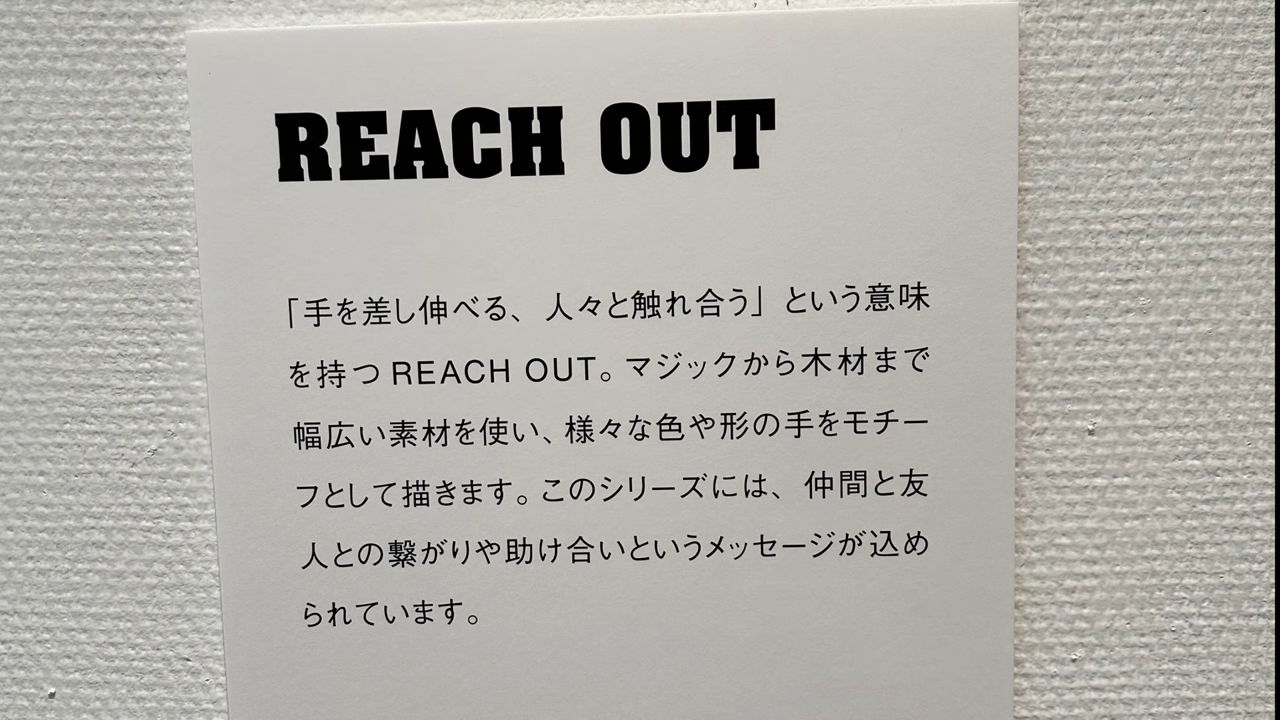 REACH OUT
「手を差し伸べる、人々と触れ合う」という意味
を持つ REACH OUT。マジックから木材まで
幅広い素材を使い、様々な色や形の手をモチー
フとして描きます。このシリーズには、仲間と友
人との繋がりや助け合いというメッセージが込め
られています。